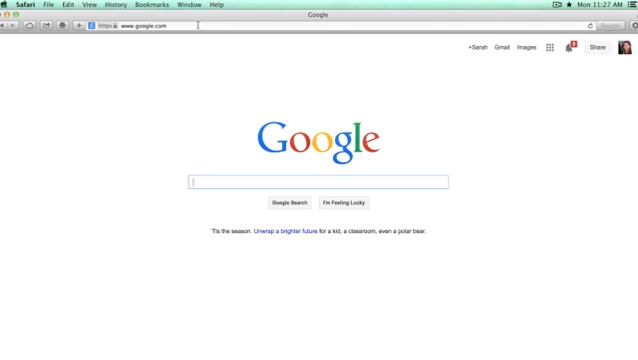 Safari File Edit View History Bookmarks Window Help Mon 11:27 AM
Google
https www.google.com Reader
+Sarah Gmail Images 3 Share
Google
Google Search I'm Feeling Lucky
'Tis the season. Unwrap a brighter future for a kid, a classroom, even a polar bear.